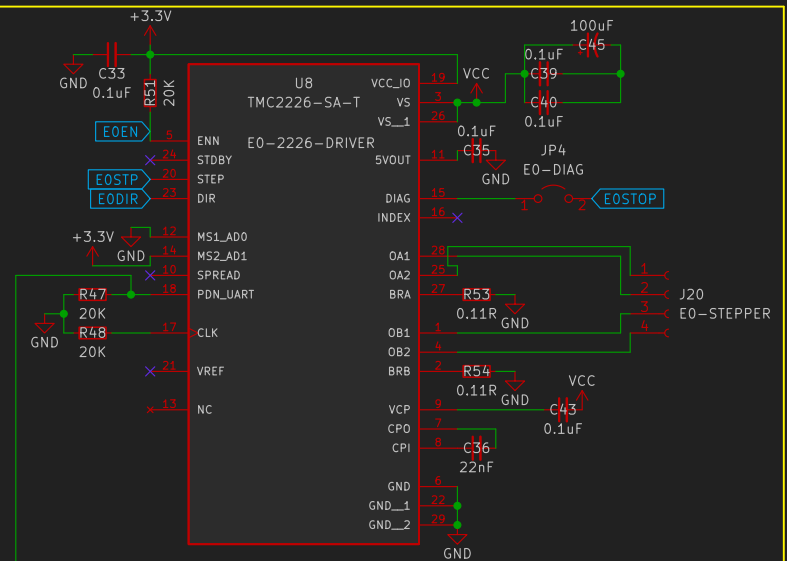 +3.3V
GND
C33
0.1uF
R51
20K
U8
TMC2226-SA-T
E0-2226-DRIVER
E0EN
5
ENN
24
STDBY
E0STP
20
STEP
E0DIR
23
DIR
12
MS1_AD0
GND
+3.3V
14
MS2_AD1
10
SPREAD
R47
20K
18
PDN_UART
GND
R48
20K
17
CLK
21
VREF
13
NC
VCC_IO
19
VCC
VS
3
VS__1
26
100uF
C45
0.1uF
C39
C40
0.1uF
0.1uF
5VOUT
11
C35
GND
JP4
E0-DIAG
DIAG
15
1
2
E0STOP
INDEX
16
OA1
28
OA2
25
BRA
27
R53
0.11R
GND
1
2
3
4
J20
E0-STEPPER
OB1
1
OB2
4
BRB
2
R54
0.11R
GND
VCC
VCP
9
C43
0.1uF
CPO
7
CPI
8
C36
22nF
GND
6
GND__1
22
GND__2
29
GND